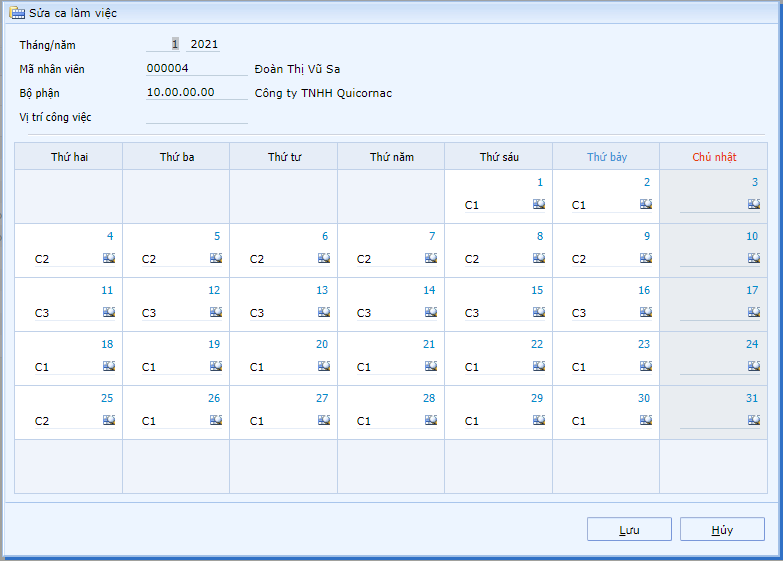 Sửa ca làm việc
Tháng/năm 1 2021
Mã nhân viên 000004 Đoàn Thị Vũ Sa
Bộ phận 10.00.00.00 Công ty TNHH Quicornac
Vị trí công việc
Thứ hai Thứ ba Thứ tư Thứ năm Thứ sáu Thứ bảy Chủ nhật
1 2 3
C1 C1
4 5 6 7 8 9 10
C2 C2 C2 C2 C2 C2
11 12 13 14 15 16 17
C3 C3 C3 C3 C3 C3
18 19 20 21 22 23 24
C1 C1 C1 C1 C1 C1
25 26 27 28 29 30 31
C2 C1 C1 C1 C1 C1
Lưu Hủy